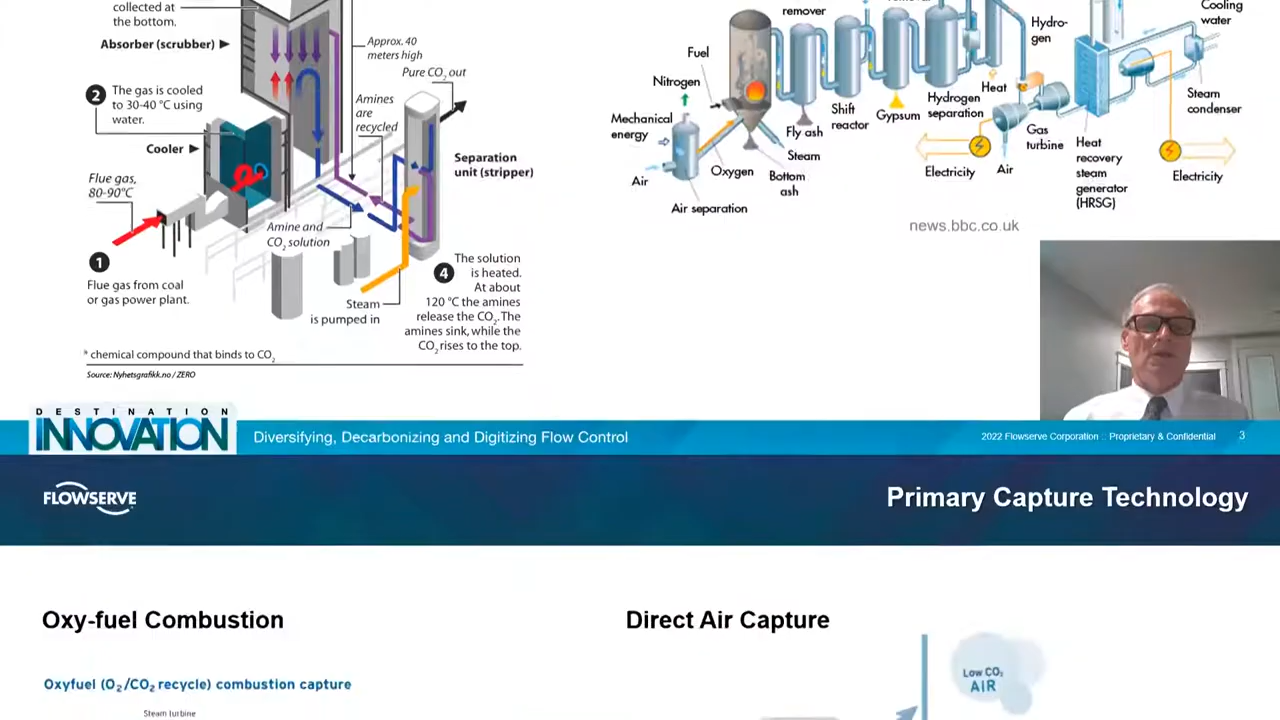 collected at
the bottom.
Absorber (scrubber)
Approx. 40
meters high
Pure CO2 out
2
The gas is cooled
to 30-40 °C using
water.
Amines
are
recycled
Cooler
Separation
unit (stripper)
Flue gas,
80-90°C
Amine and
CO2 solution
1
Flue gas from coal
or gas power plant.
4
The solution
is heated.
At about
120 °C the amines
release the CO2. The
amines sink, while the
CO2 rises to the top.
Steam
is pumped in
* chemical compound that binds to CO2
Source: Nyhetsgrafikk.no / ZERO
remover
Hydro-
gen
Cooling
water
Fuel
Nitrogen
Mechanical
energy
Air
Air separation
Oxygen
Fly ash
Steam
Bottom
ash
Shift
reactor
Gypsum
Hydrogen
separation
Heat
Electricity
Air
Gas
turbine
Heat
recovery
steam
generator
(HRSG)
Steam
condenser
Electricity
news.bbc.co.uk
DESTINATION
INNOVATION
Diversifying, Decarbonizing and Digitizing Flow Control
2022 Flowserve Corporation : Proprietary & Confidential
3
FLOWSERVE
Primary Capture Technology
Oxy-fuel Combustion
Direct Air Capture
Oxyfuel (O2/CO2 recycle) combustion capture
Steam turbine
Low CO2
AIR